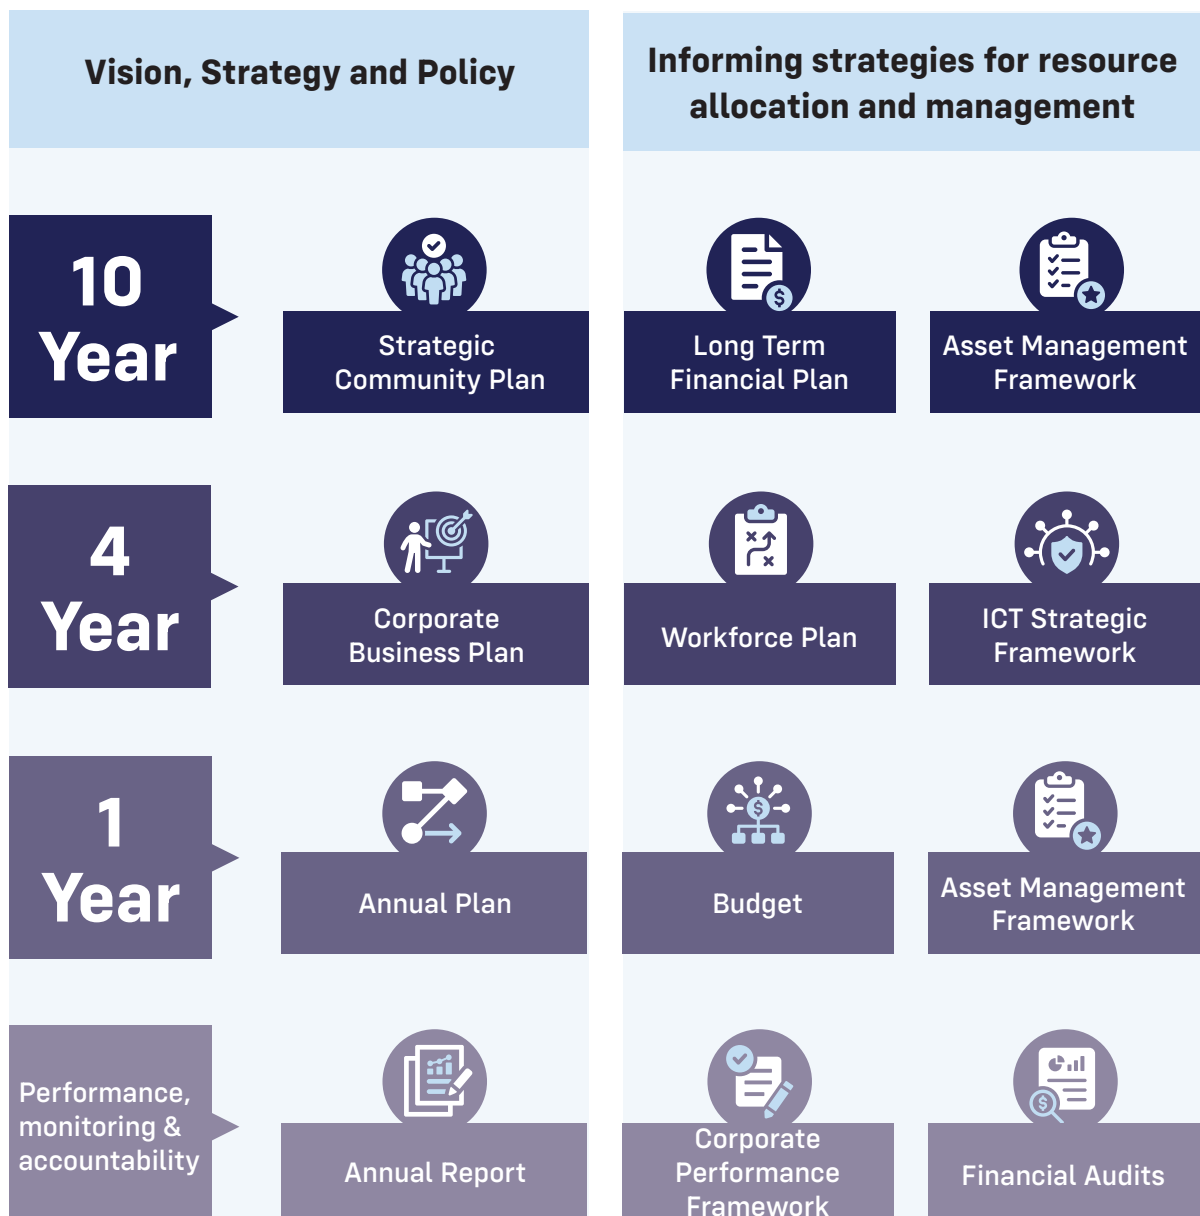 Vision, Strategy and Policy
Informing strategies for resource
allocation and management
10
Year
Strategic
Community Plan
Long Term
Financial Plan
Asset Management
Framework
4
Year
Corporate
Business Plan
Workforce Plan
ICT Strategic
Framework
1
Year
Annual Plan
Budget
Asset Management
Framework
Performance,
monitoring &
accountability
Annual Report
Corporate
Performance
Framework
Financial Audits